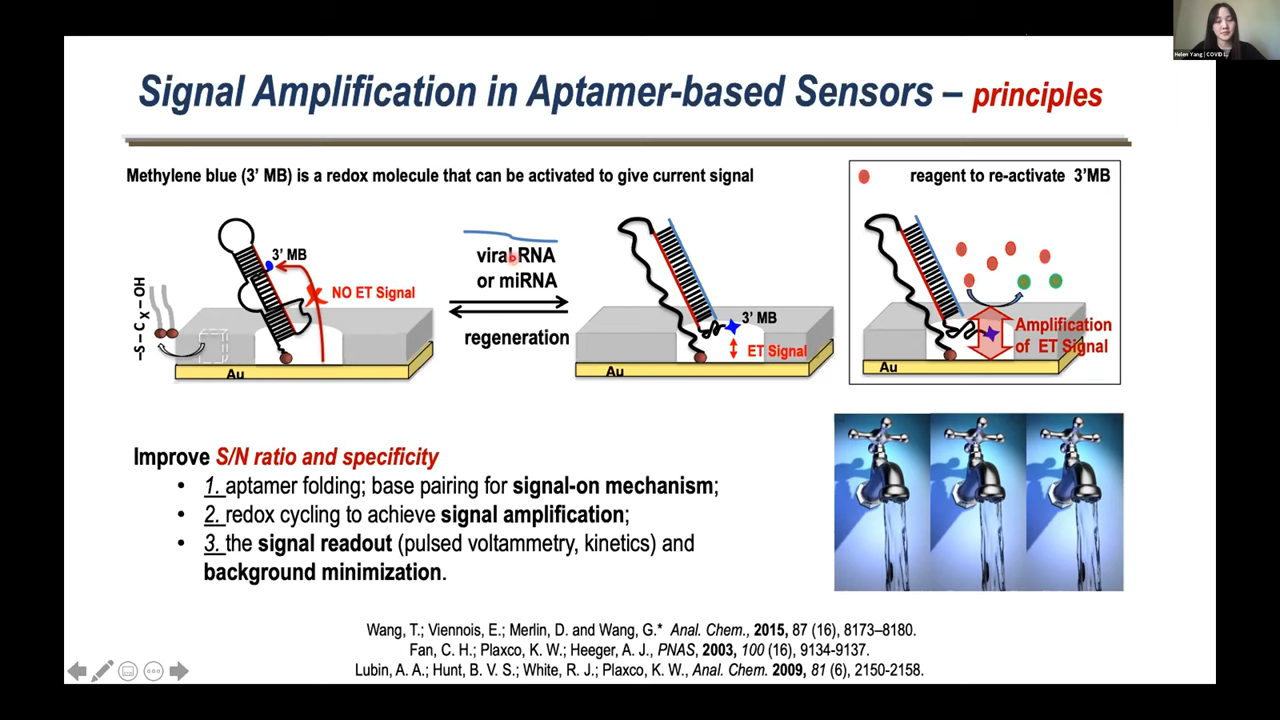 Helen Yang | COVID L...
Signal Amplification in Aptamer-based Sensors – principles
Methylene blue (3' MB) is a redox molecule that can be activated to give current signal
reagent to re-activate 3'MB
3' MB
NO ET Signal
–S–Cx–OH
Au
viral RNA
or miRNA
regeneration
3' MB
ET Signal
Au
Amplification
of ET Signal
Au
Improve S/N ratio and specificity
• 1. aptamer folding; base pairing for signal-on mechanism;
• 2. redox cycling to achieve signal amplification;
• 3. the signal readout (pulsed voltammetry, kinetics) and
background minimization.
Wang, T.; Viennois, E.; Merlin, D. and Wang, G.* Anal. Chem., 2015, 87 (16), 8173–8180.
Fan, C. H.; Plaxco, K. W.; Heeger, A. J., PNAS, 2003, 100 (16), 9134-9137.
Lubin, A. A.; Hunt, B. V. S.; White, R. J.; Plaxco, K. W., Anal. Chem. 2009, 81 (6), 2150-2158.